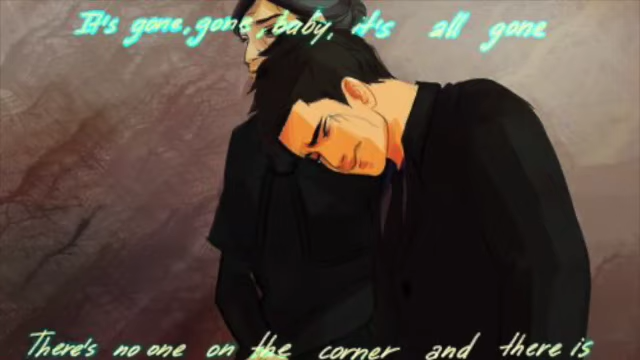 It's gone, gone, baby, it's all gone
There's no one on the corner and there is